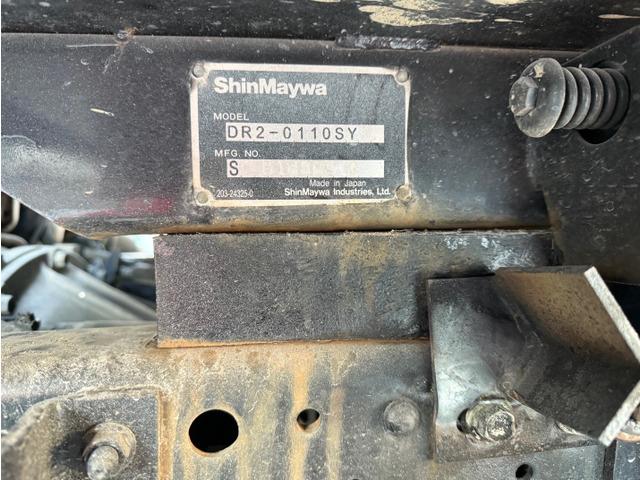 ShinMaywa
MODEL
DR2-0110SY
MFG. NO.
S
Made in Japan
203-24325-0
ShinMaywa Industries, Ltd.